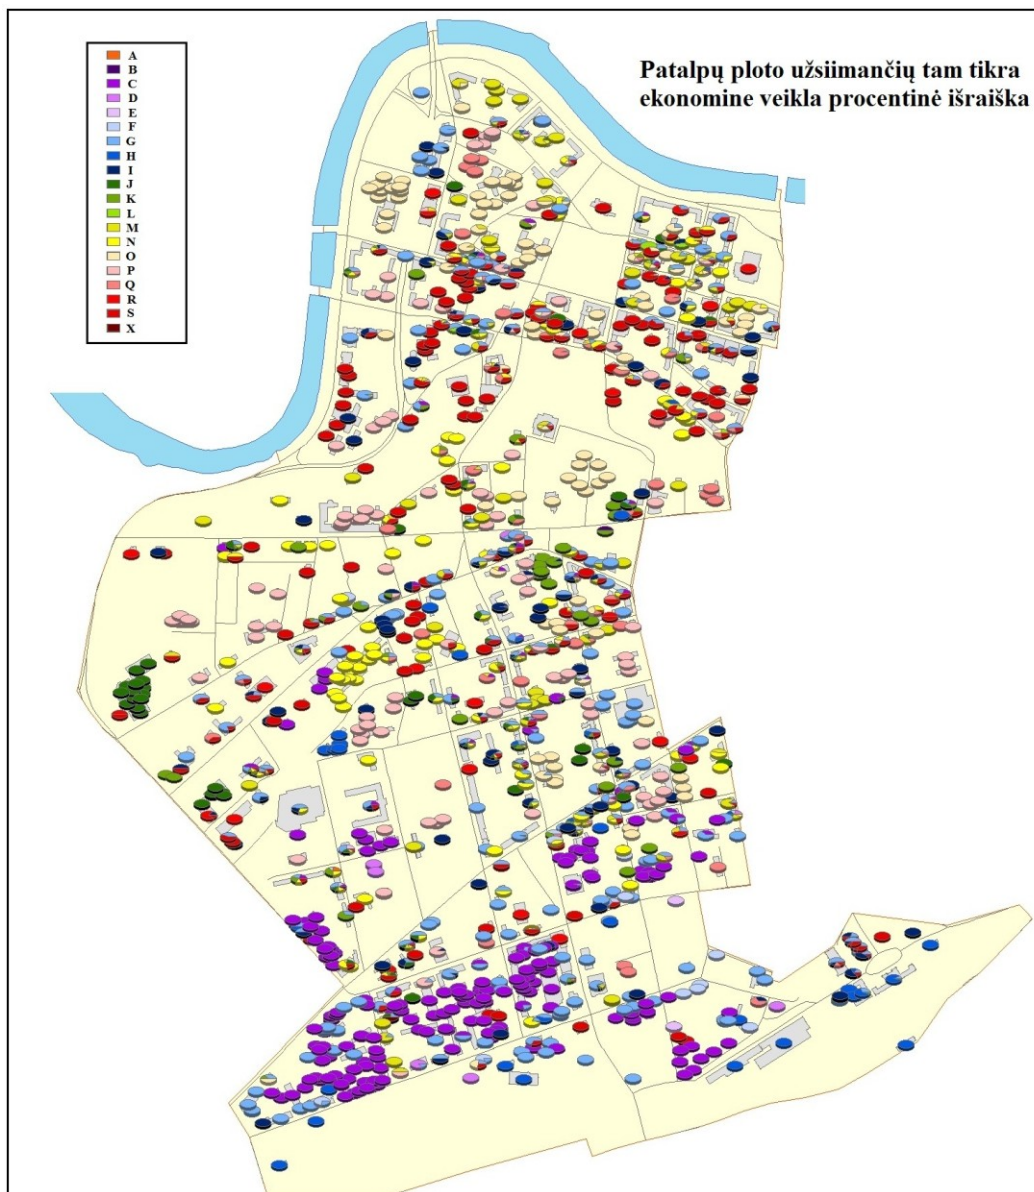 Patalpų ploto užsiimančių tam tikra
ekonomine veikla procentinė išraiška
A
B
C
D
E
F
G
H
I
J
K
L
M
N
O
P
Q
R
S
X